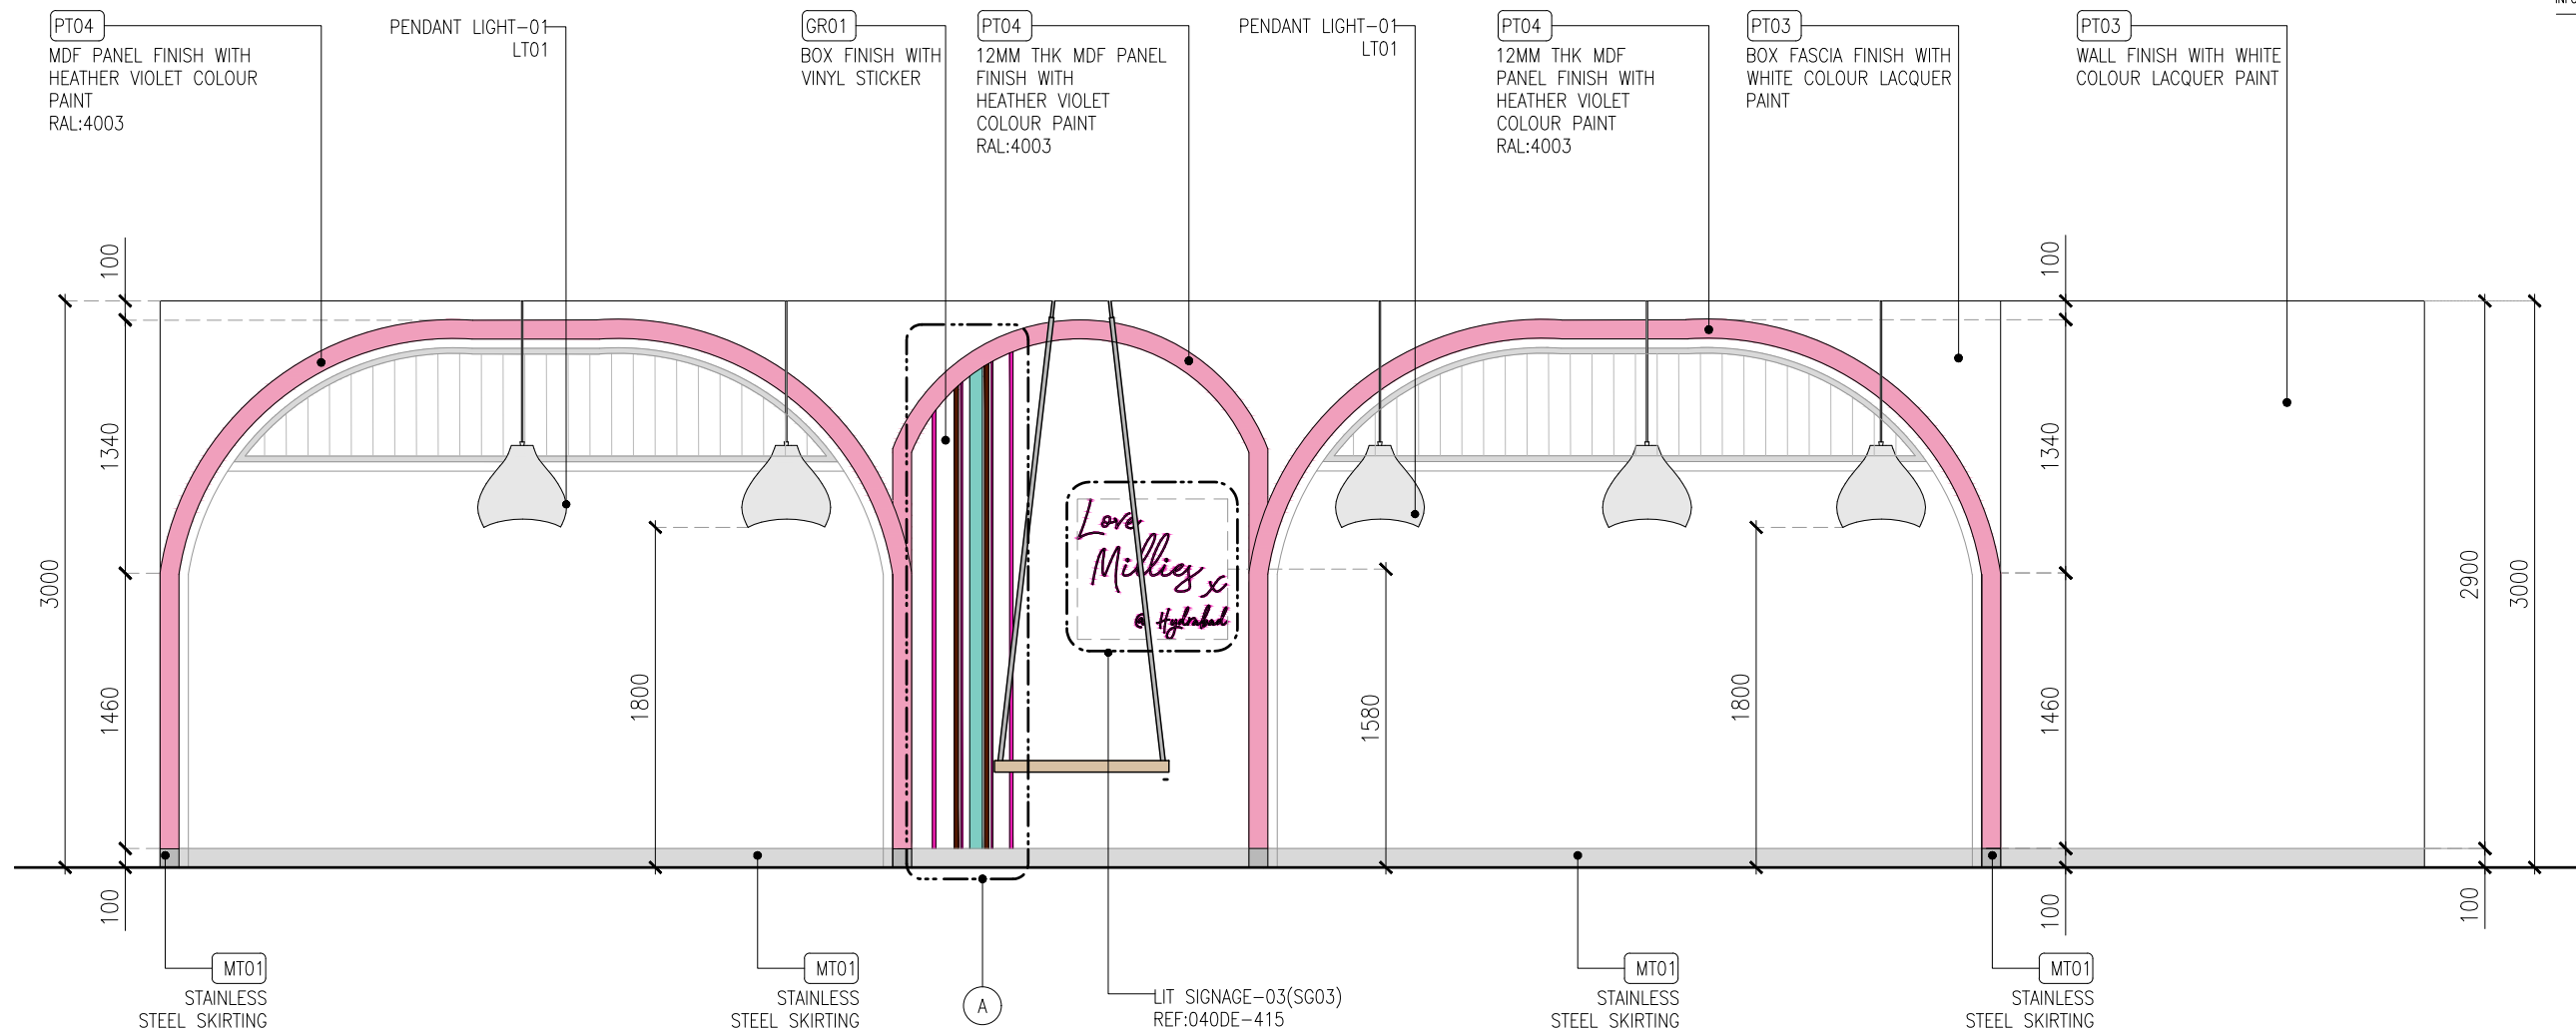 PT04
MDF PANEL FINISH WITH
HEATHER VIOLET COLOUR
PAINT
RAL:4003
PENDANT LIGHT-01
LT01
GR01
BOX FINISH WITH
VINYL STICKER
PT04
12MM THK MDF PANEL
FINISH WITH
HEATHER VIOLET
COLOUR PAINT
RAL:4003
PENDANT LIGHT-01
LT01
PT04
12MM THK MDF
PANEL FINISH WITH
HEATHER VIOLET
COLOUR PAINT
RAL:4003
PT03
BOX FASCIA FINISH WITH
WHITE COLOUR LACQUER
PAINT
PT03
WALL FINISH WITH WHITE
COLOUR LACQUER PAINT
100
1340
1460
100
3000
1800
Love
Millies x
@ Hydrabad
1580
1800
100
1340
1460
100
2900
100
3000
MT01
STAINLESS
STEEL SKIRTING
MT01
STAINLESS
STEEL SKIRTING
A
LIT SIGNAGE-03(SG03)
REF:040DE-415
MT01
STAINLESS
STEEL SKIRTING
MT01
STAINLESS
STEEL SKIRTING